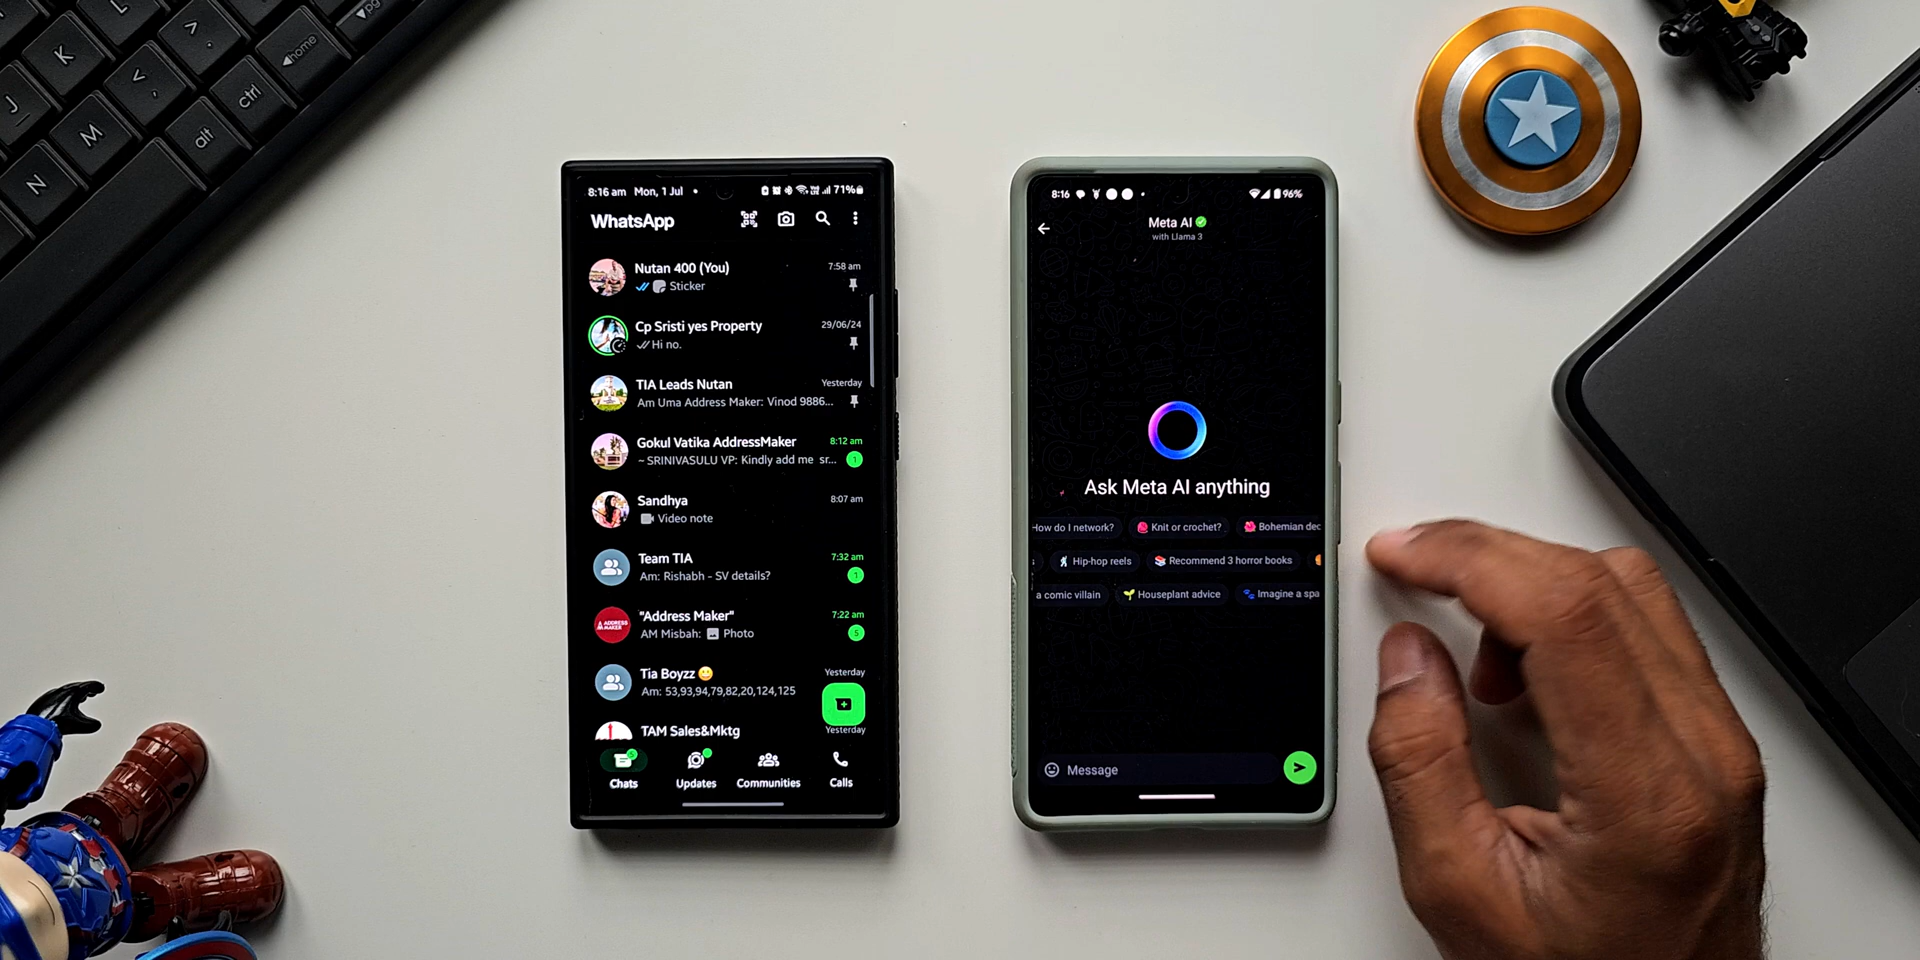 K
L
>
.
◀home
▼pg
J
M
<
,
ctrl
N
alt
8:16 am Mon, 1 Jul • 71%
WhatsApp
Nutan 400 (You) 7:58 am
Sticker
Cp Sristi yes Property 29/06/24
Hi no.
TIA Leads Nutan Yesterday
Am Uma Address Maker: Vinod 9886...
Gokul Vatika AddressMaker 8:12 am
~ SRINIVASULU VP: Kindly add me sr... 1
Sandhya 8:07 am
Video note
Team TIA 7:32 am
Am: Rishabh - SV details? 1
ADDRESS MAKER
"Address Maker" 7:22 am
AM Misbah: Photo 5
Tia Boyzz 😀 Yesterday
Am: 53,93,94,79,82,20,124,125
TAM Sales&Mktg Yesterday
Chats Updates Communities Calls
8:16 96%
Meta AI
with Llama 3
Ask Meta AI anything
How do I network? Knit or crochet? Bohemian dec
Hip-hop reels Recommend 3 horror books
a comic villain Houseplant advice Imagine a spa
Message